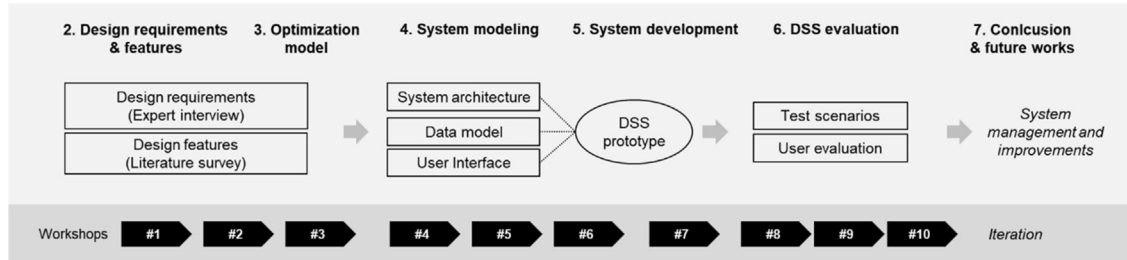 2. Design requirements
& features
3. Optimization
model
4. System modeling
5. System development
6. DSS evaluation
7. Conlcusion
& future works
Design requirements
(Expert interview)
Design features
(Literature survey)
System architecture
Data model
User Interface
DSS
prototype
Test scenarios
User evaluation
System
management and
improvements
Workshops
#1
#2
#3
#4
#5
#6
#7
#8
#9
#10
Iteration